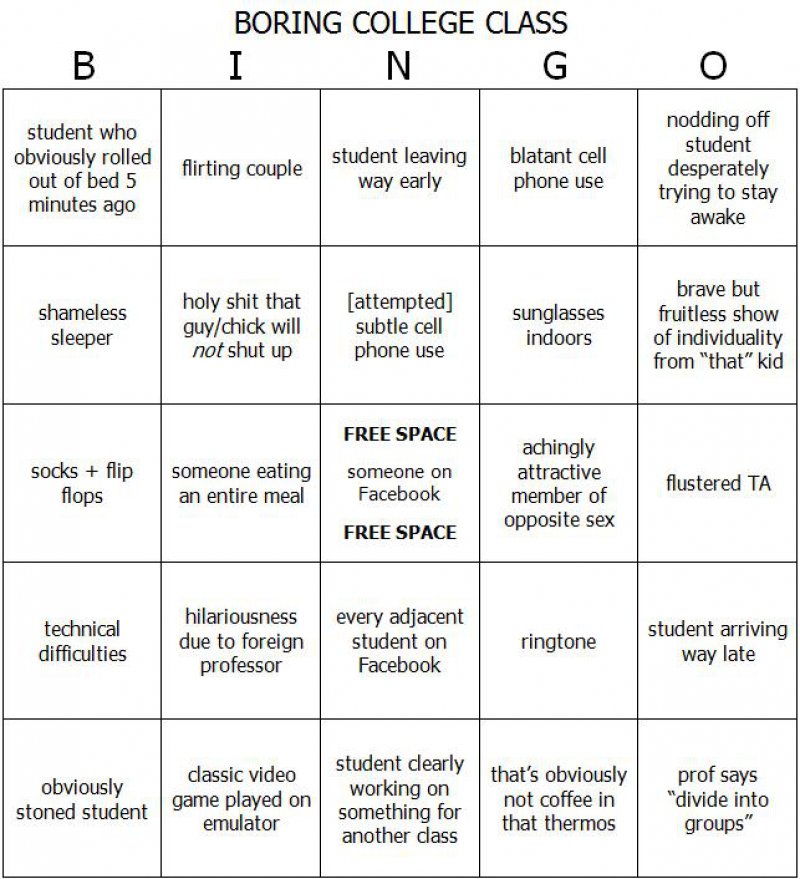 BORING COLLEGE CLASS
B I N G O
student who
obviously rolled
out of bed 5
minutes ago
flirting couple
student leaving
way early
blatant cell
phone use
nodding off
student
desperately
trying to stay
awake
shameless
sleeper
holy shit that
guy/chick will
not shut up
[attempted]
subtle cell
phone use
sunglasses
indoors
brave but
fruitless show
of individuality
from “that” kid
socks + flip
flops
someone eating
an entire meal
FREE SPACE
someone on
Facebook
FREE SPACE
achingly
attractive
member of
opposite sex
flustered TA
technical
difficulties
hilariousness
due to foreign
professor
every adjacent
student on
Facebook
ringtone
student arriving
way late
obviously
stoned student
classic video
game played on
emulator
student clearly
working on
something for
another class
that’s obviously
not coffee in
that thermos
prof says
“divide into
groups”